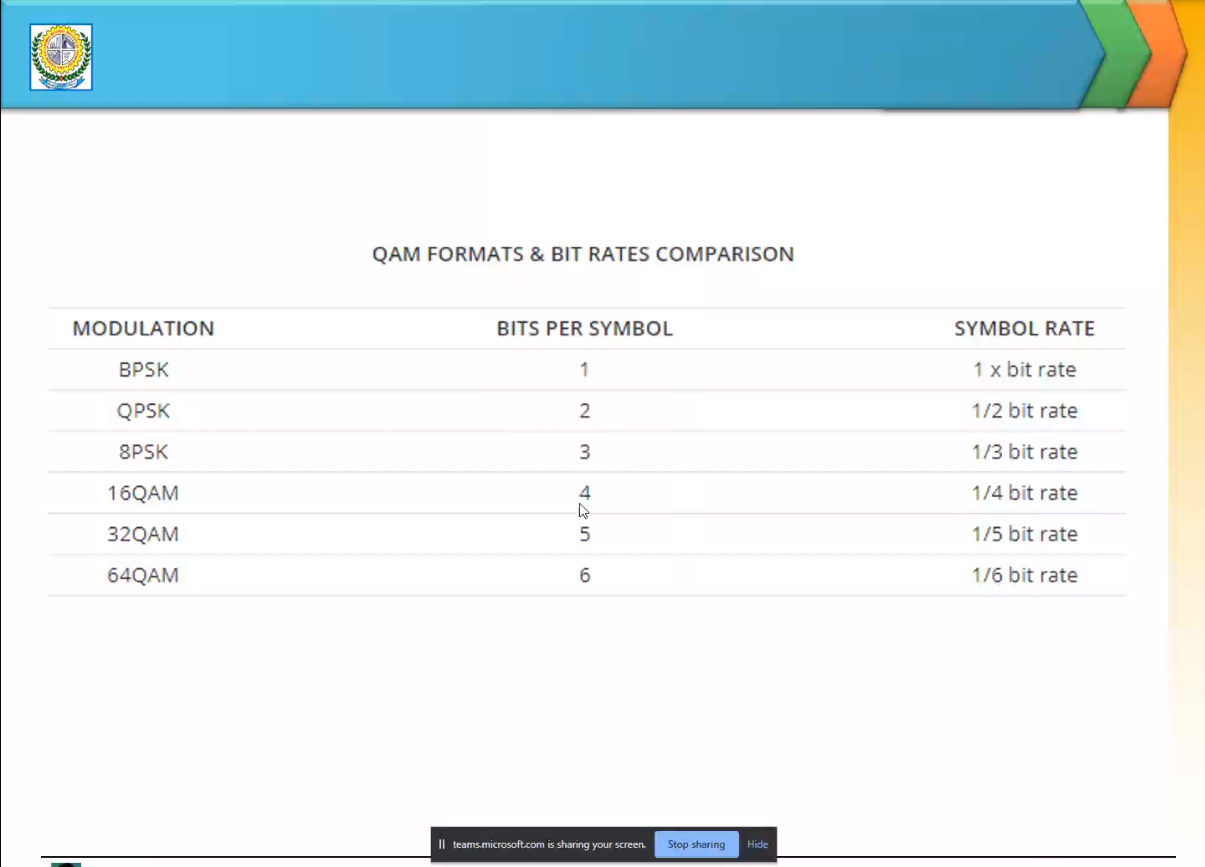 QAM FORMATS & BIT RATES COMPARISON
MODULATION BITS PER SYMBOL SYMBOL RATE
BPSK 1 1 x bit rate
QPSK 2 1/2 bit rate
8PSK 3 1/3 bit rate
16QAM 4 1/4 bit rate
32QAM 5 1/5 bit rate
64QAM 6 1/6 bit rate
teams.microsoft.com is sharing your screen. Stop sharing Hide